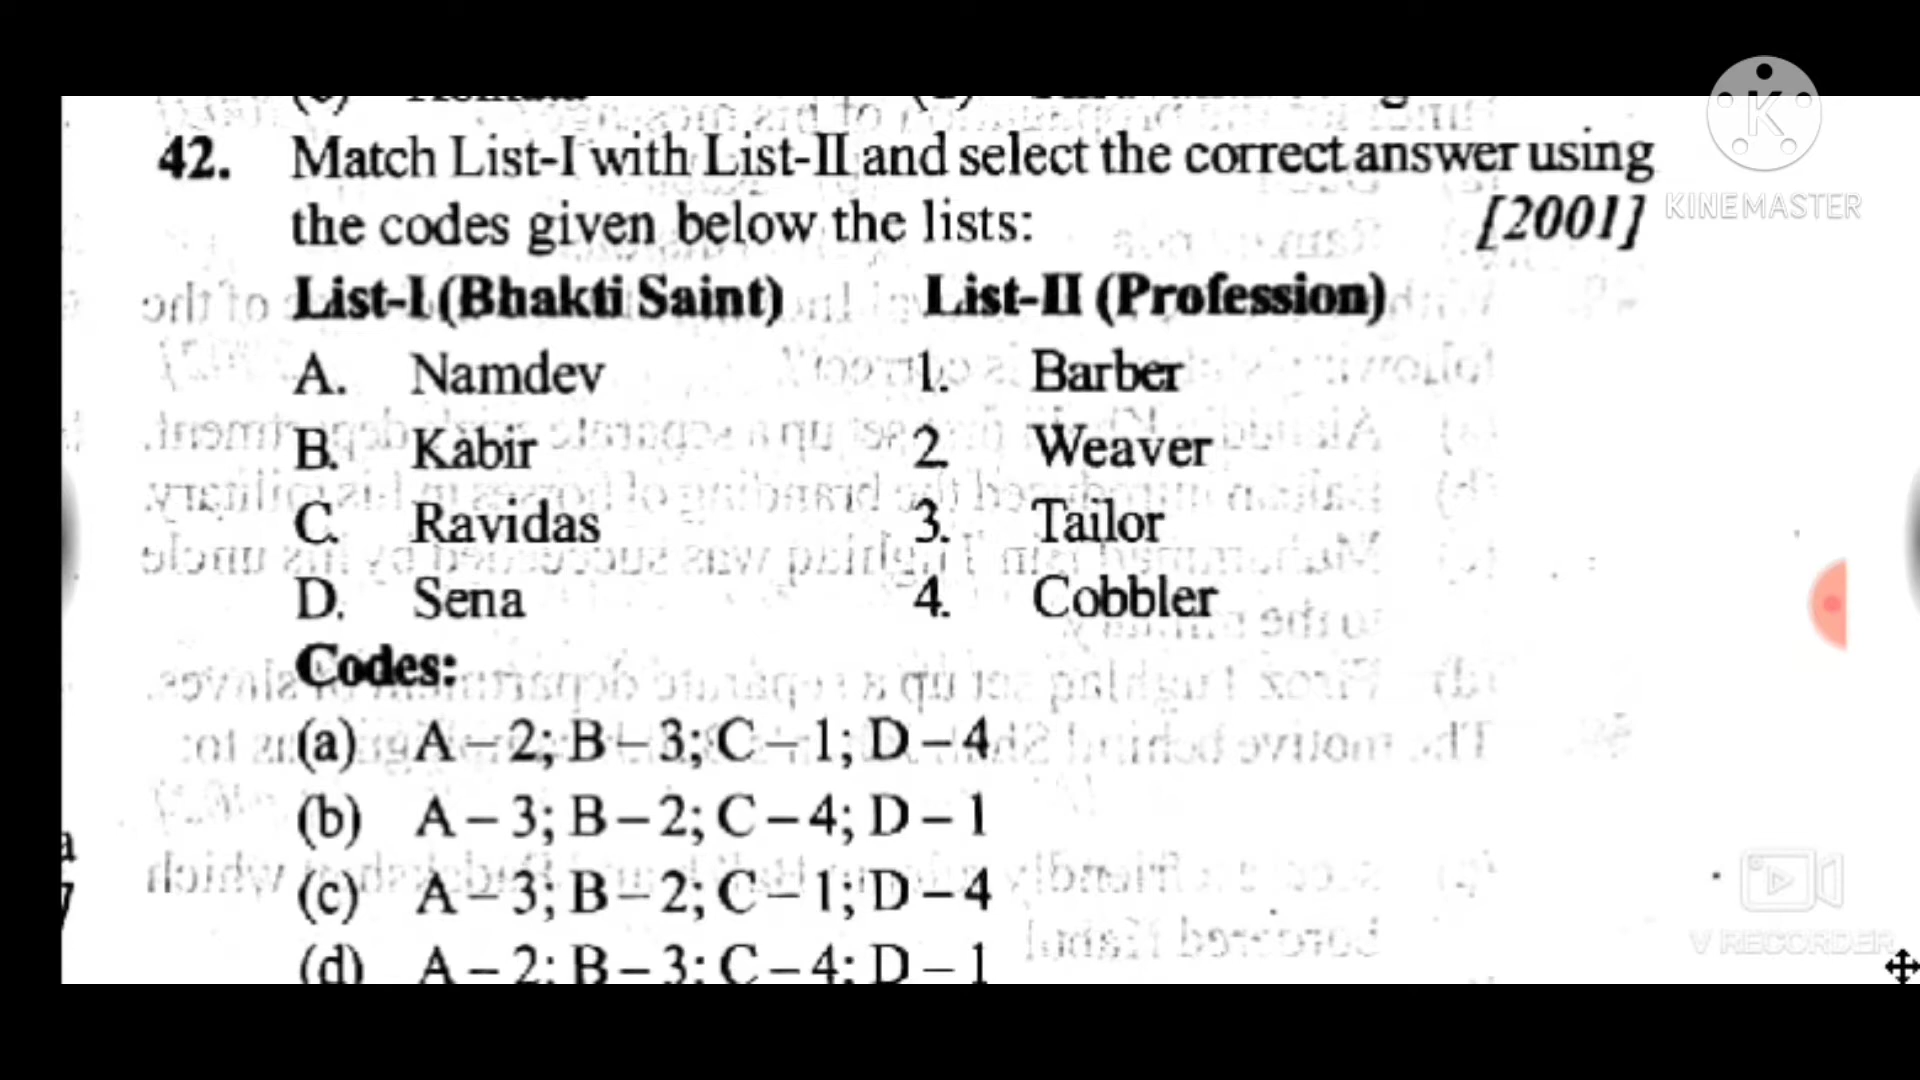 42. Match List-I with List-II and select the correct answer using
the codes given below the lists: [2001]
List-I (Bhakti Saint) List-II (Profession)
A. Namdev 1. Barber
B. Kabir 2. Weaver
C. Ravidas 3. Tailor
D. Sena 4. Cobbler
Codes:
(a) A – 2; B – 3; C – 1; D – 4
(b) A – 3; B – 2; C – 4; D – 1
(c) A – 3; B – 2; C – 1; D – 4
(d) A – 2; B – 3; C – 4; D – 1
K
KINEMASTER
V RECORDER